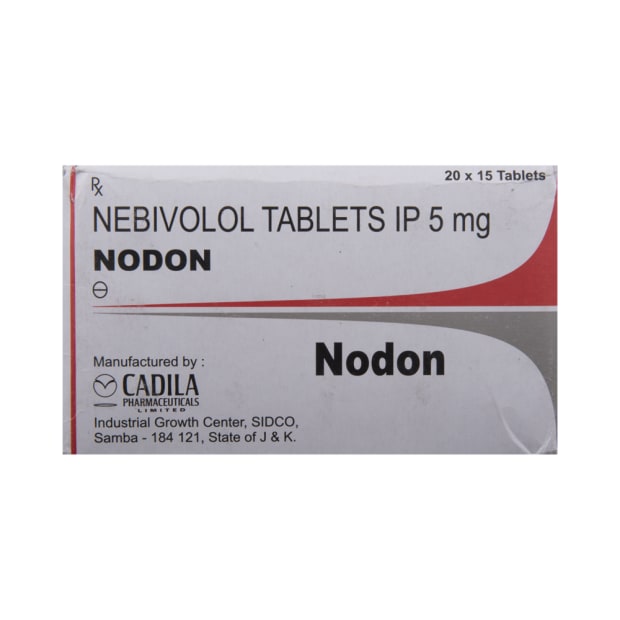 20 x 15 Tablets
Rx
NEBIVOLOL TABLETS IP 5 mg
NODON
Nodon
Manufactured by :
CADILA
PHARMACEUTICALS
LIMITED
Industrial Growth Center, SIDCO,
Samba - 184 121, State of J & K.